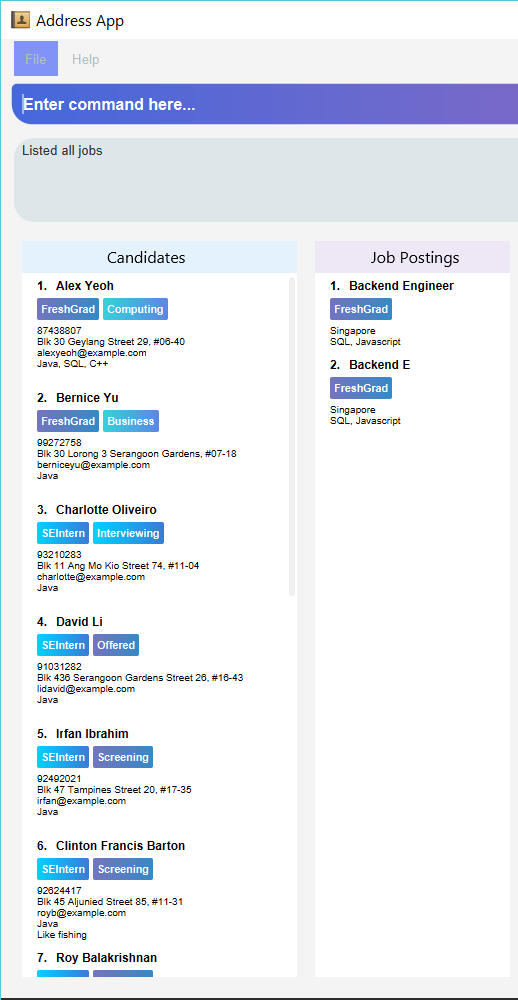 Address App
File Help
Enter command here...
Listed all jobs
Candidates
1. Alex Yeoh
FreshGrad Computing
87438807
Blk 30 Geylang Street 29, #06-40
alexyeoh@example.com
Java, SQL, C++
2. Bernice Yu
FreshGrad Business
99272758
Blk 30 Lorong 3 Serangoon Gardens, #07-18
berniceyu@example.com
Java
3. Charlotte Oliveiro
SEIntern Interviewing
93210283
Blk 11 Ang Mo Kio Street 74, #11-04
charlotte@example.com
Java
4. David Li
SEIntern Offered
91031282
Blk 436 Serangoon Gardens Street 26, #16-43
lidavid@example.com
Java
5. Irfan Ibrahim
SEIntern Screening
92492021
Blk 47 Tampines Street 20, #17-35
irfan@example.com
Java
6. Clinton Francis Barton
SEIntern Screening
92624417
Blk 45 Aljunied Street 85, #11-31
royb@example.com
Java
Like fishing
7. Roy Balakrishnan
Job Postings
1. Backend Engineer
FreshGrad
Singapore
SQL, Javascript
2. Backend E
FreshGrad
Singapore
SQL, Javascript